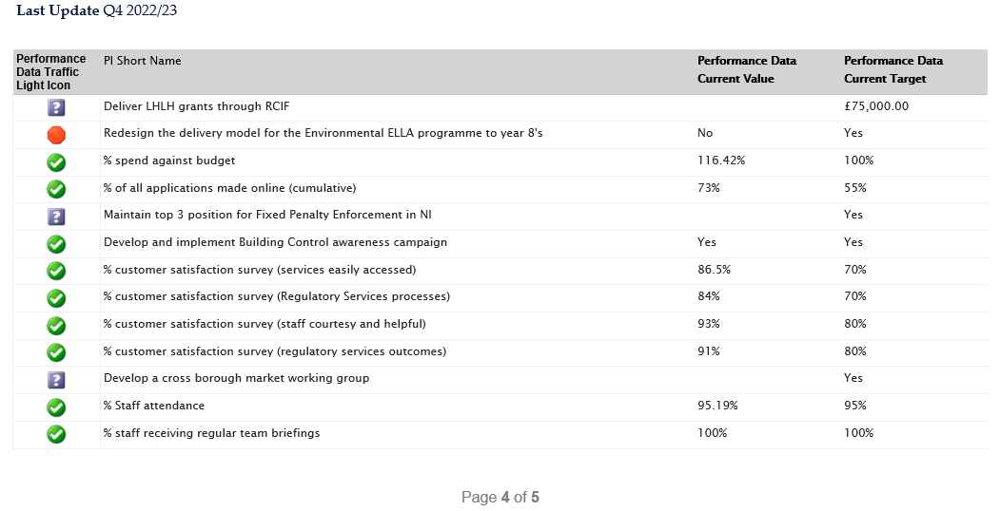 Last Update Q4 2022/23
Performance Data Traffic Light Icon PI Short Name Performance Data Current Value Performance Data Current Target
? Deliver LHLH grants through RCIF £75,000.00
Redesign the delivery model for the Environmental ELLA programme to year 8's No Yes
% spend against budget 116.42% 100%
% of all applications made online (cumulative) 73% 55%
? Maintain top 3 position for Fixed Penalty Enforcement in NI Yes
Develop and implement Building Control awareness campaign Yes Yes
% customer satisfaction survey (services easily accessed) 86.5% 70%
% customer satisfaction survey (Regulatory Services processes) 84% 70%
% customer satisfaction survey (staff courtesy and helpful) 93% 80%
% customer satisfaction survey (regulatory services outcomes) 91% 80%
? Develop a cross borough market working group Yes
% Staff attendance 95.19% 95%
% staff receiving regular team briefings 100% 100%
Page 4 of 5